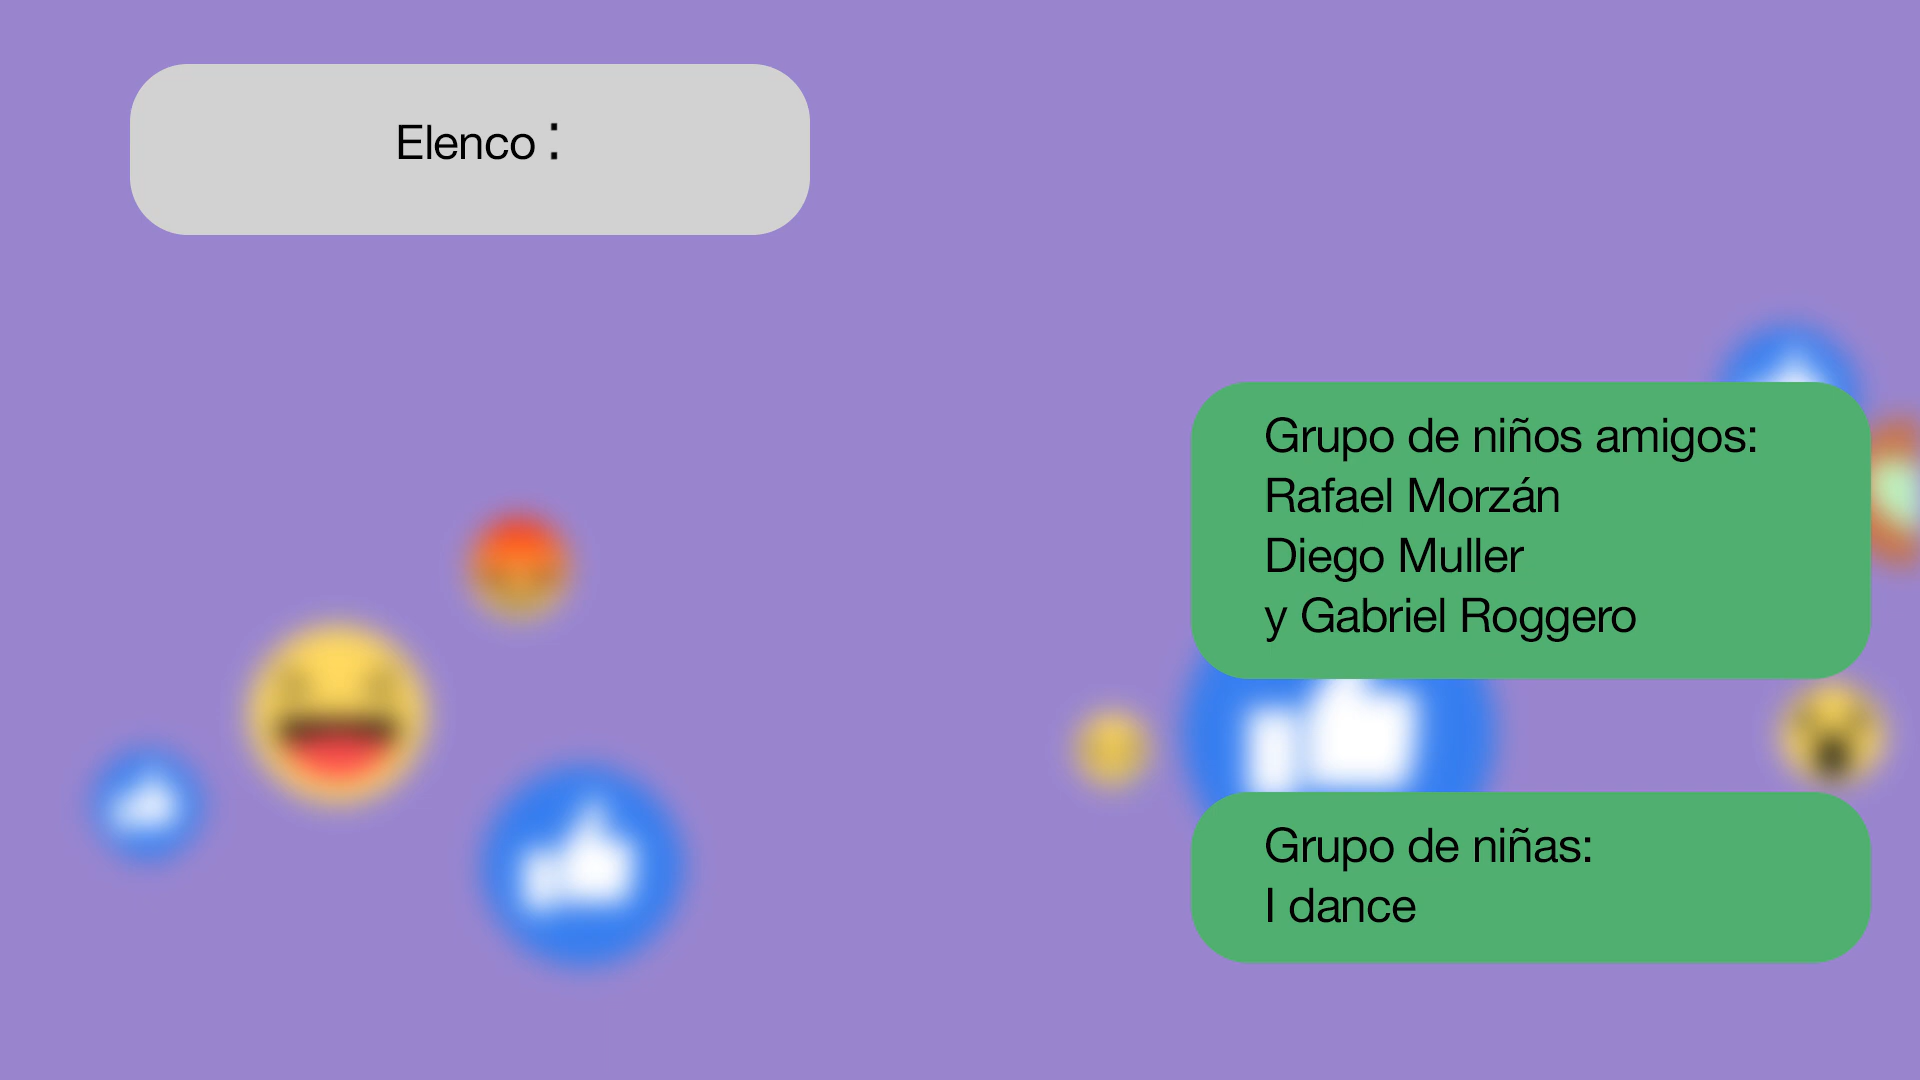 Elenco :
Grupo de niños amigos:
Rafael Morzán
Diego Muller
y Gabriel Roggero
Grupo de niñas:
I dance